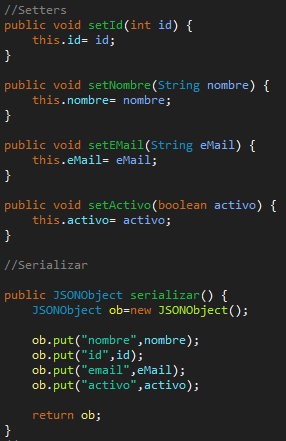 //Setters
public void setId(int id) {
this.id= id;
}
public void setNombre(String nombre) {
this.nombre= nombre;
}
public void setEMail(String eMail) {
this.eMail= eMail;
}
public void setActivo(boolean activo) {
this.activo= activo;
}
//Serializar
public JSONObject serializar() {
JSONObject ob=new JSONObject();
ob.put("nombre",nombre);
ob.put("id",id);
ob.put("email",eMail);
ob.put("activo",activo);
return ob;
}